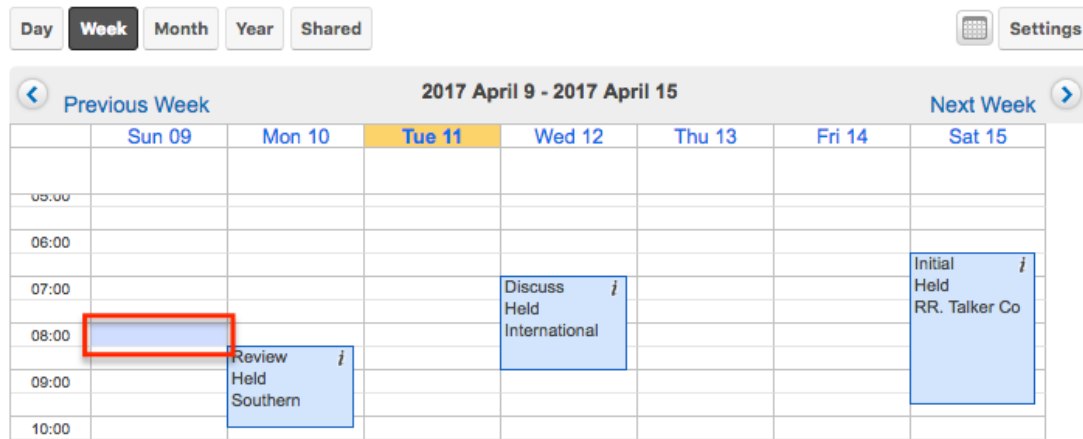 Day Week Month Year Shared Settings
Previous Week 2017 April 9 - 2017 April 15 Next Week
Sun 09 Mon 10 Tue 11 Wed 12 Thu 13 Fri 14 Sat 15
05:00
06:00
Initial i
Held
RR. Talker Co
07:00
Discuss i
Held
International
08:00
Review i
Held
Southern
09:00
10:00